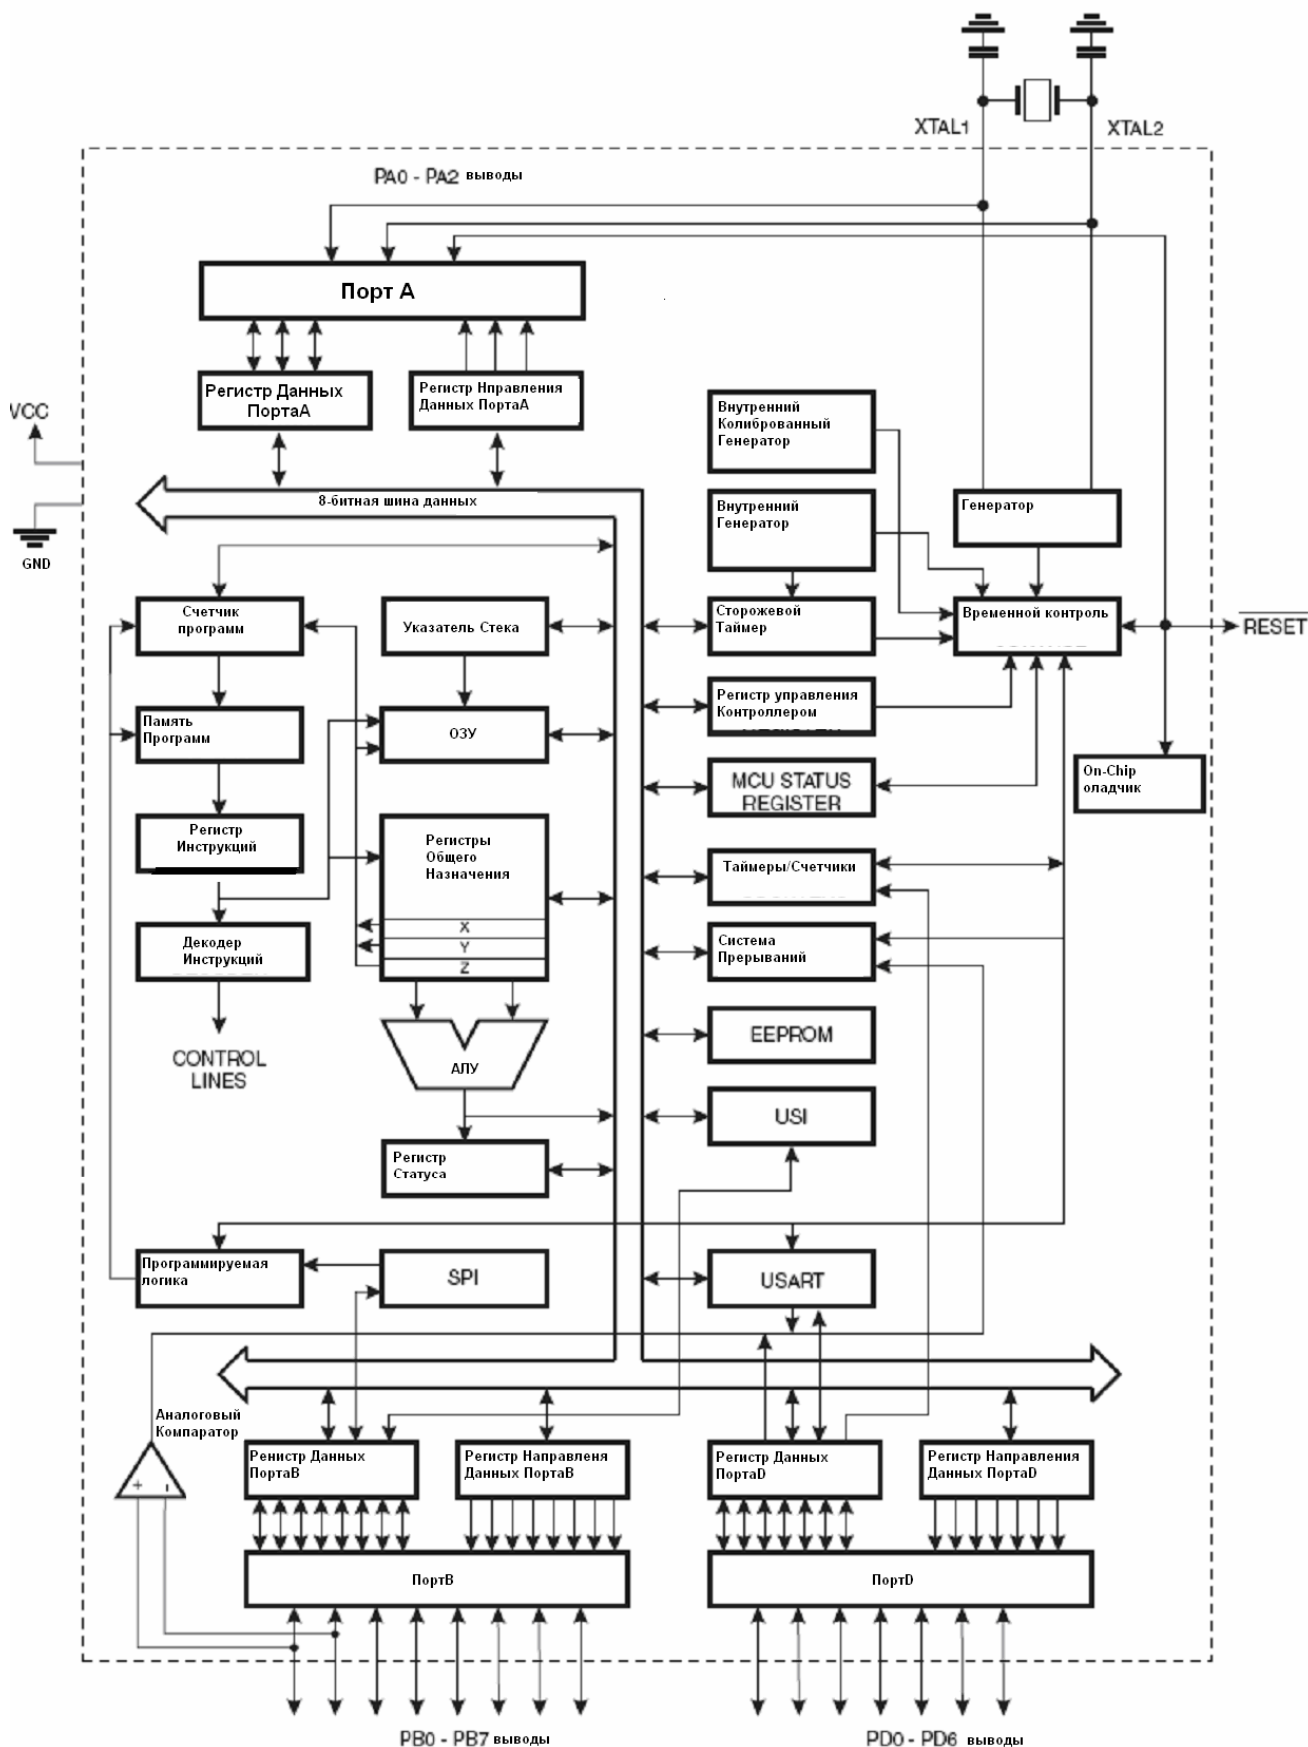 XTAL1
XTAL2
PA0 - PA2 выводы
Порт А
Регистр Данных
ПортаА
Регистр Нправления
Данных ПортаА
VCC
GND
8-битная шина данных
Внутренний
Колиброванный
Генератор
Внутренний
Генератор
Генератор
Счетчик
программ
Указатель Стека
Сторожевой
Таймер
Временной контроль
RESET
Память
Программ
ОЗУ
Регистр управления
Контроллером
MCU STATUS
REGISTER
On-Chip
оладчик
Регистр
Инструкций
Регистры
Общего
Назначения
X
Y
Z
Таймеры/Счетчики
Декодер
Инструкций
Система
Прерываний
CONTROL
LINES
АЛУ
EEPROM
USI
Регистр
Статуса
Программируемая
логика
SPI
USART
Аналоговый
Компаратор
+
-
Ренистр Данных
ПортаВ
Регистр Направленя
Данных ПортаВ
Регистр Данных
ПортаD
Регистр Направления
Данных ПортаD
ПортВ
ПортD
PB0 - PB7 выводы
PD0 - PD6 выводы